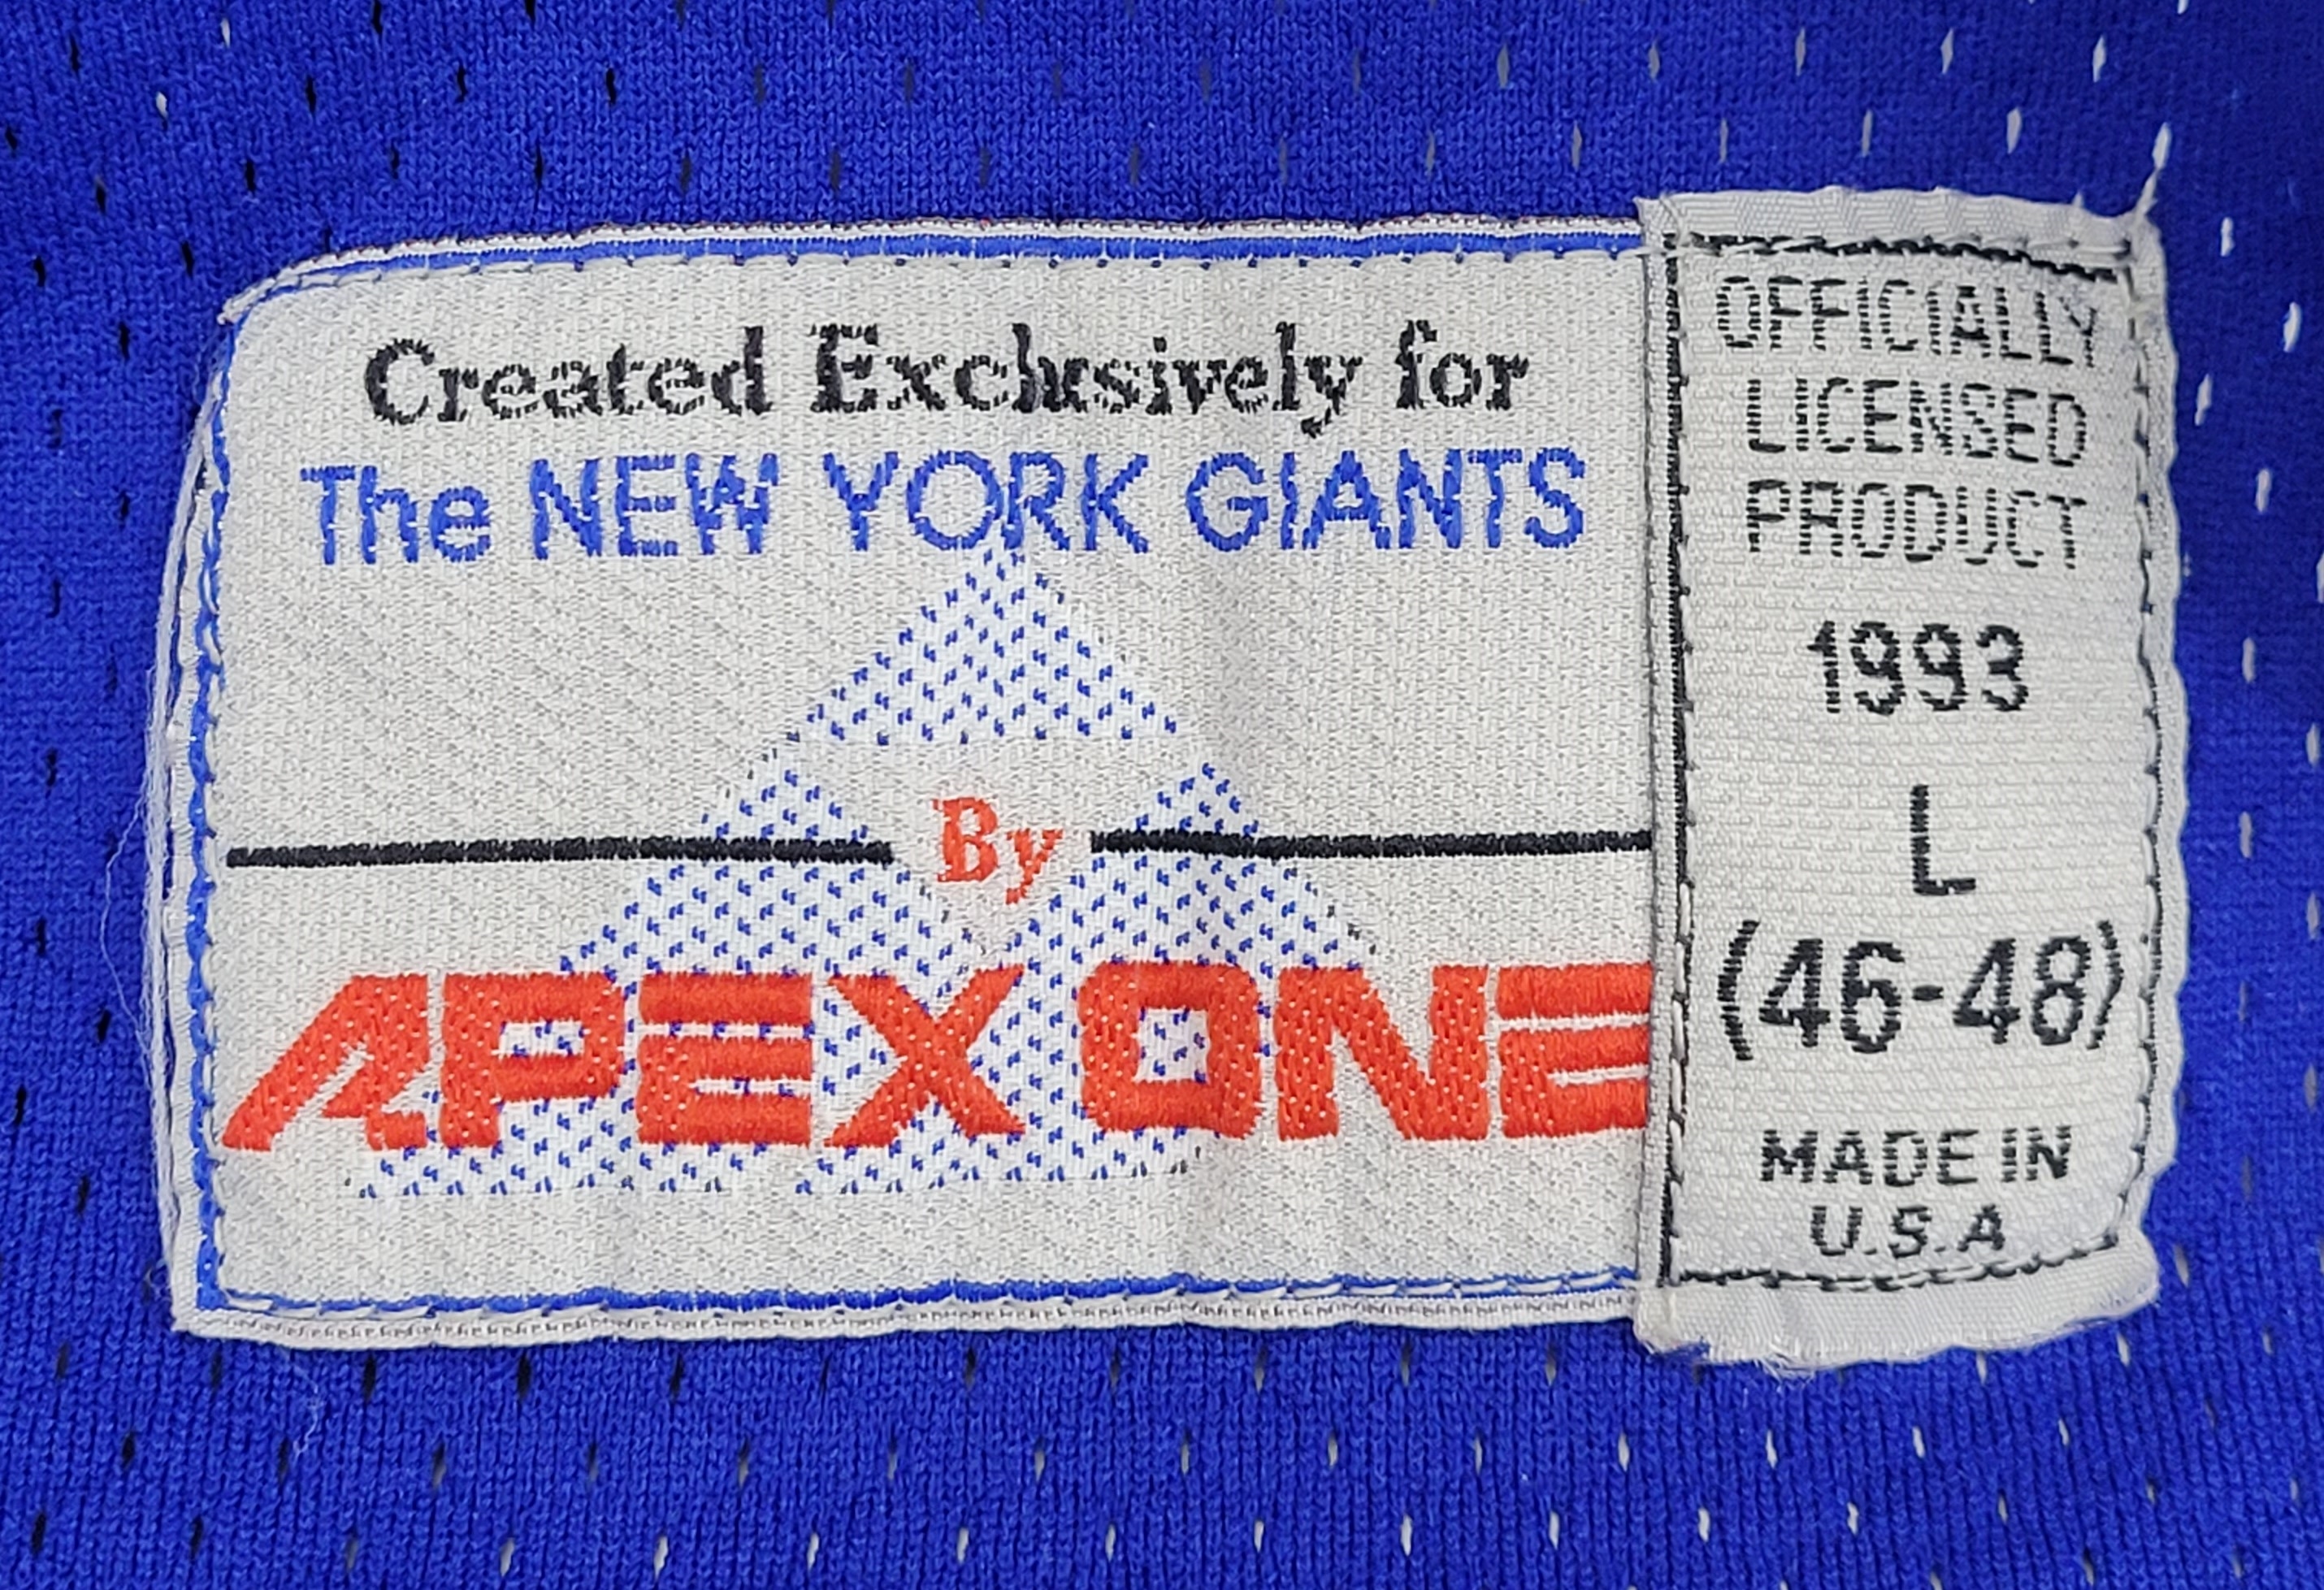 Created Exclusively for
The NEW YORK GIANTS
By
APEX ONE
OFFICIALLY
LICENSED
PRODUCT
1993
L
(46-48)
MADE IN
U.S.A